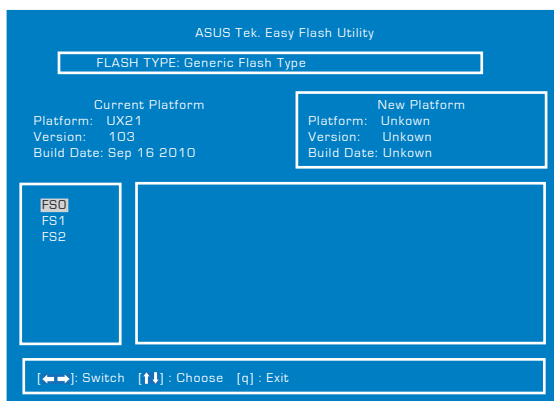 ASUS Tek. Easy Flash Utility
FLASH TYPE: Generic Flash Type
Current Platform
Platform: UX21
Version: 103
Build Date: Sep 16 2010
New Platform
Platform: Unkown
Version: Unkown
Build Date: Unkown
FS0
FS1
FS2
[←→]: Switch [↑↓] : Choose [q] : Exit